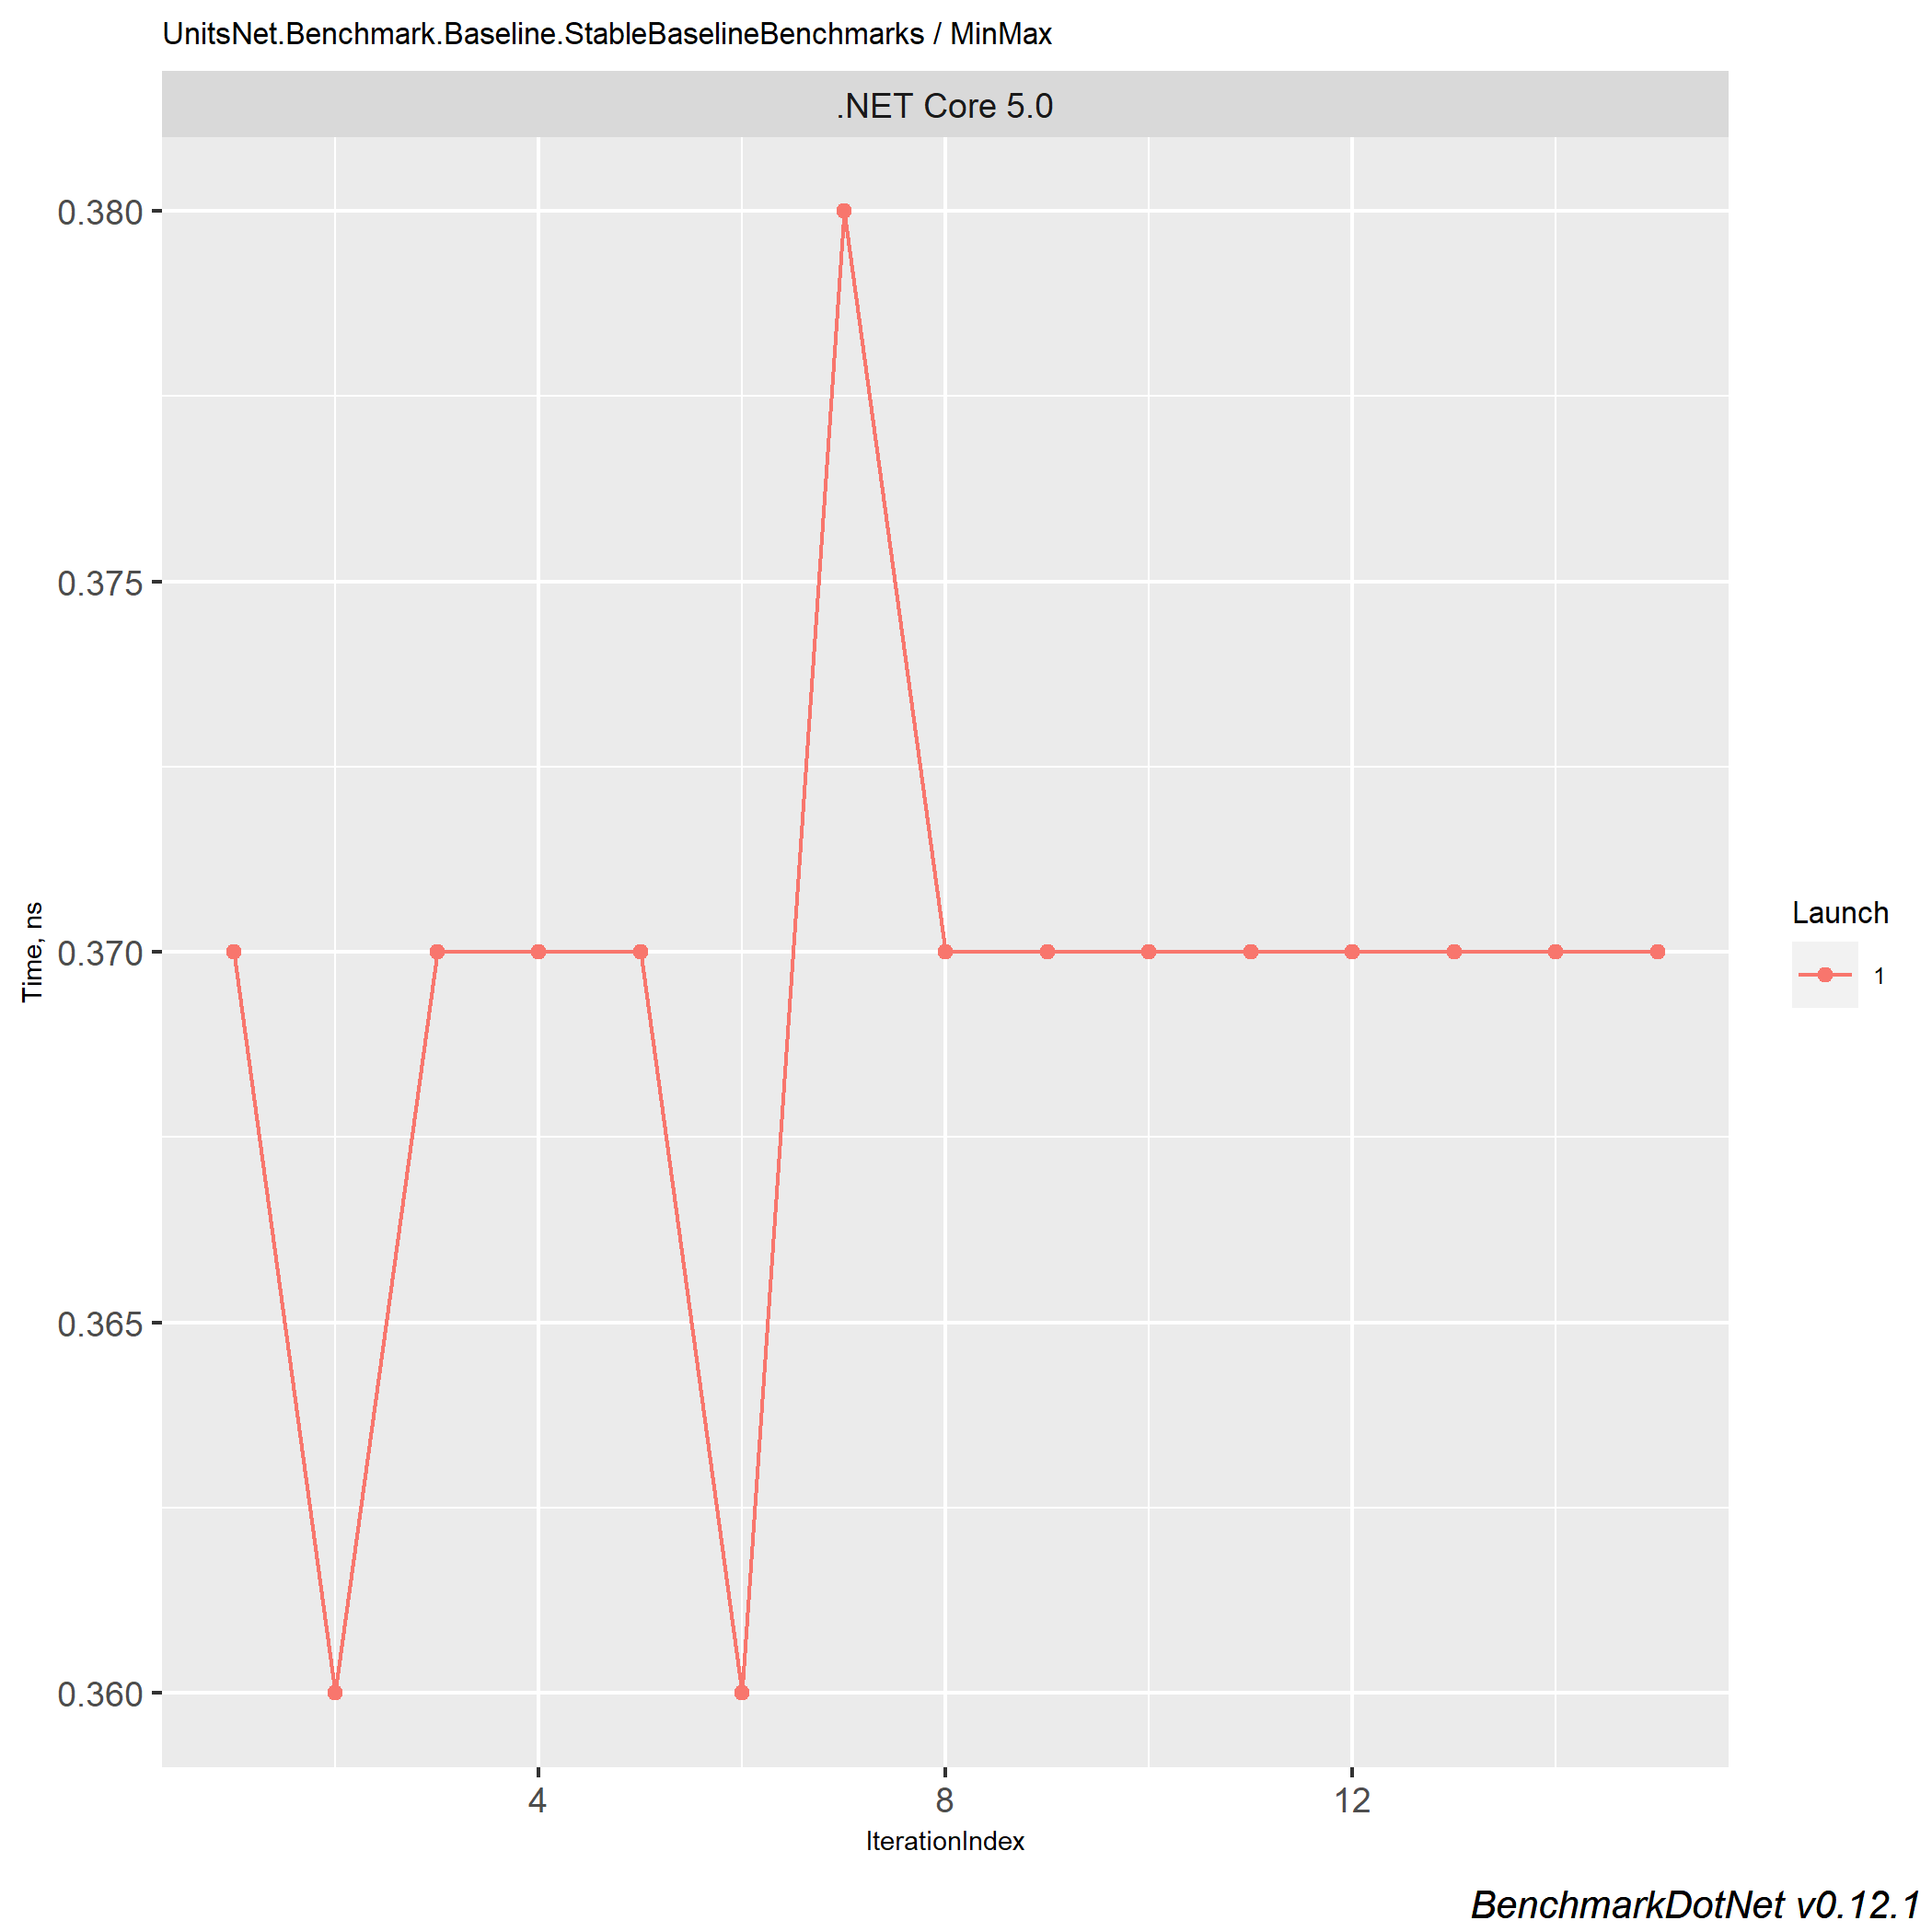 UnitsNet.Benchmark.Baseline.StableBaselineBenchmarks / MinMax
.NET Core 5.0
0.380
0.375
0.370
0.365
0.360
Time, ns
4 8 12
IterationIndex
Launch
1
BenchmarkDotNet v0.12.1